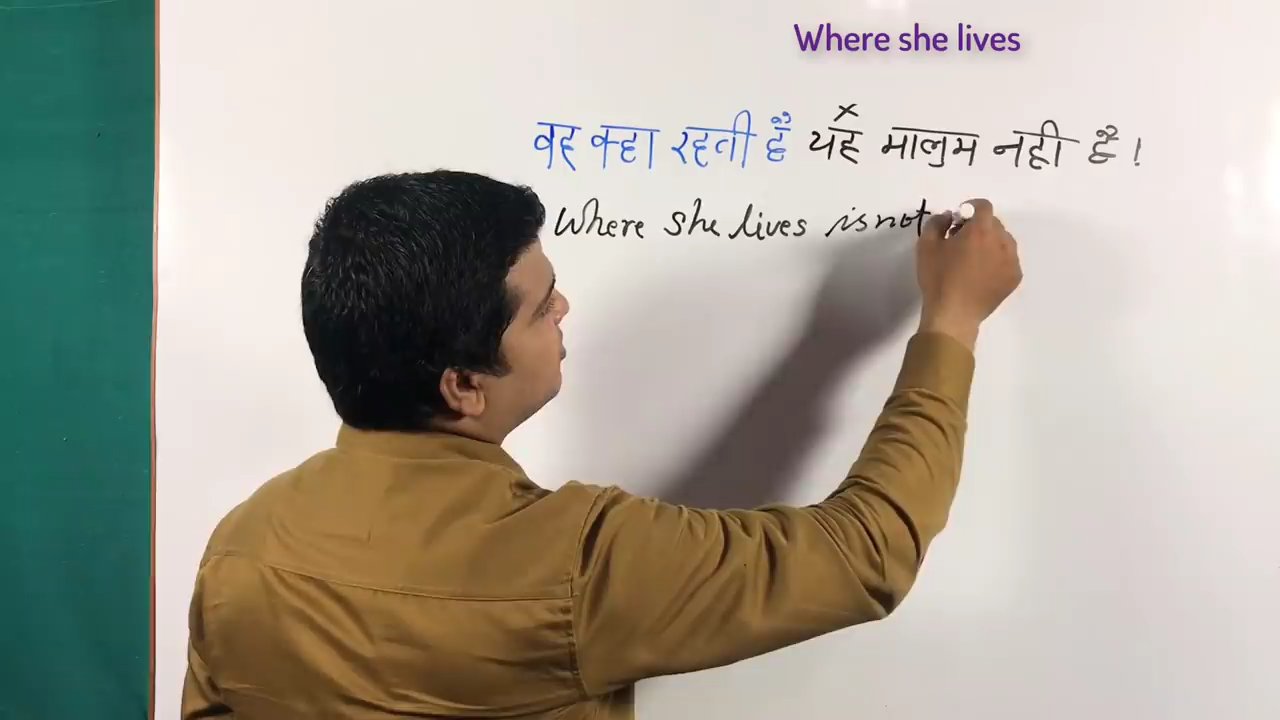 Where she lives
x
वह कहा रहती हैं यह मालुम नही है !
Where she lives is not